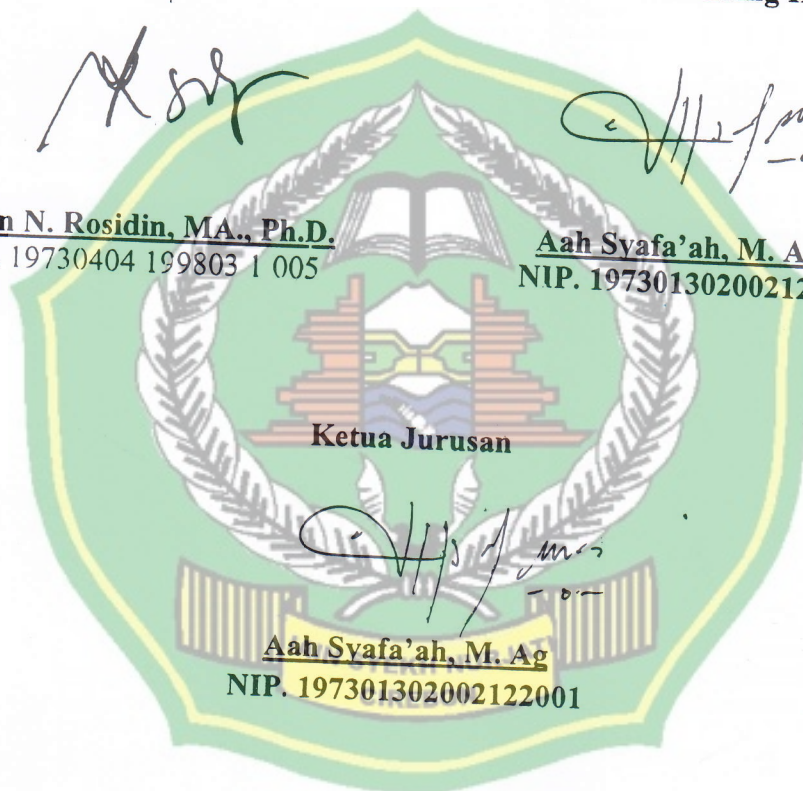 N. Rosidin, MA., Ph.D.
19730404 199803 1 005
Aah Syafa'ah, M. A
NIP. 1973013020021
Ketua Jurusan
Aah Syafa'ah, M. Ag
NIP. 197301302002122001